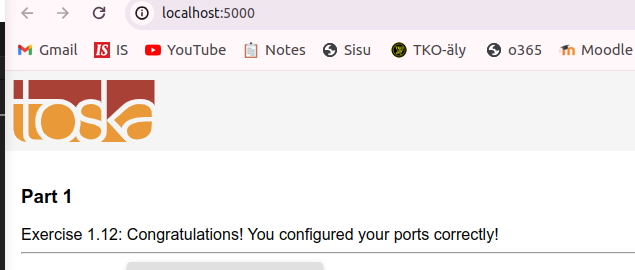 localhost:5000
Gmail IS IS YouTube Notes Sisu TKO-äly o365 Moodle
toska
Part 1
Exercise 1.12: Congratulations! You configured your ports correctly!